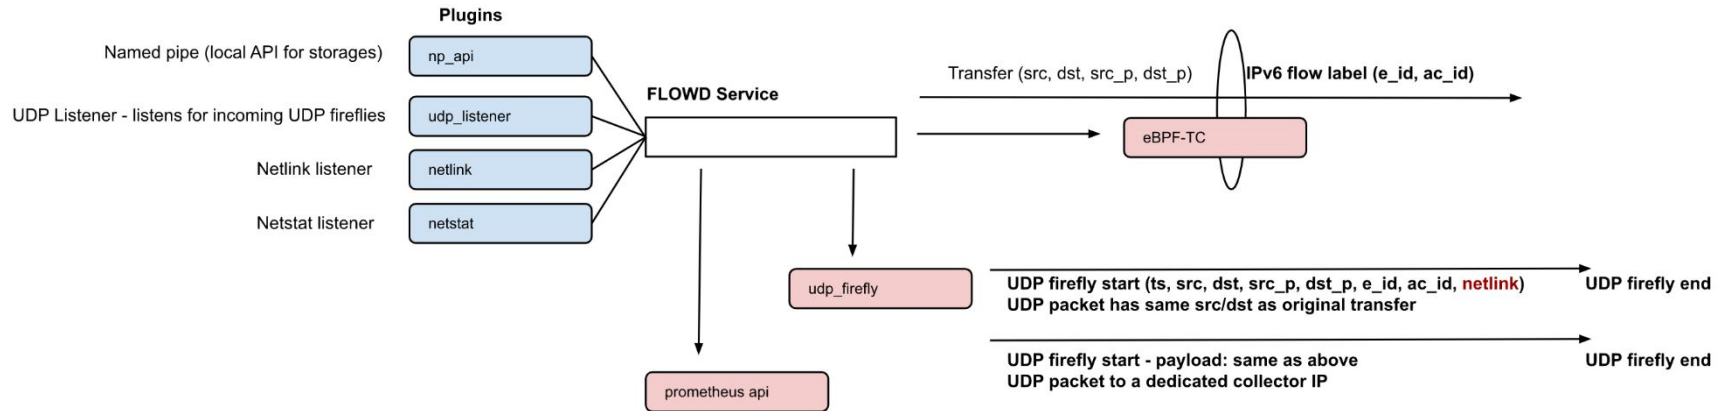 Plugins
Named pipe (local API for storages)
np_api
UDP Listener - listens for incoming UDP fireflies
udp_listener
Netlink listener
netlink
Netstat listener
netstat
FLOWD Service
Transfer (src, dst, src_p, dst_p)
IPv6 flow label (e_id, ac_id)
eBPF-TC
udp_firefly
UDP firefly start (ts, src, dst, src_p, dst_p, e_id, ac_id, netlink)
UDP packet has same src/dst as original transfer
UDP firefly end
UDP firefly start - payload: same as above
UDP packet to a dedicated collector IP
UDP firefly end
prometheus api